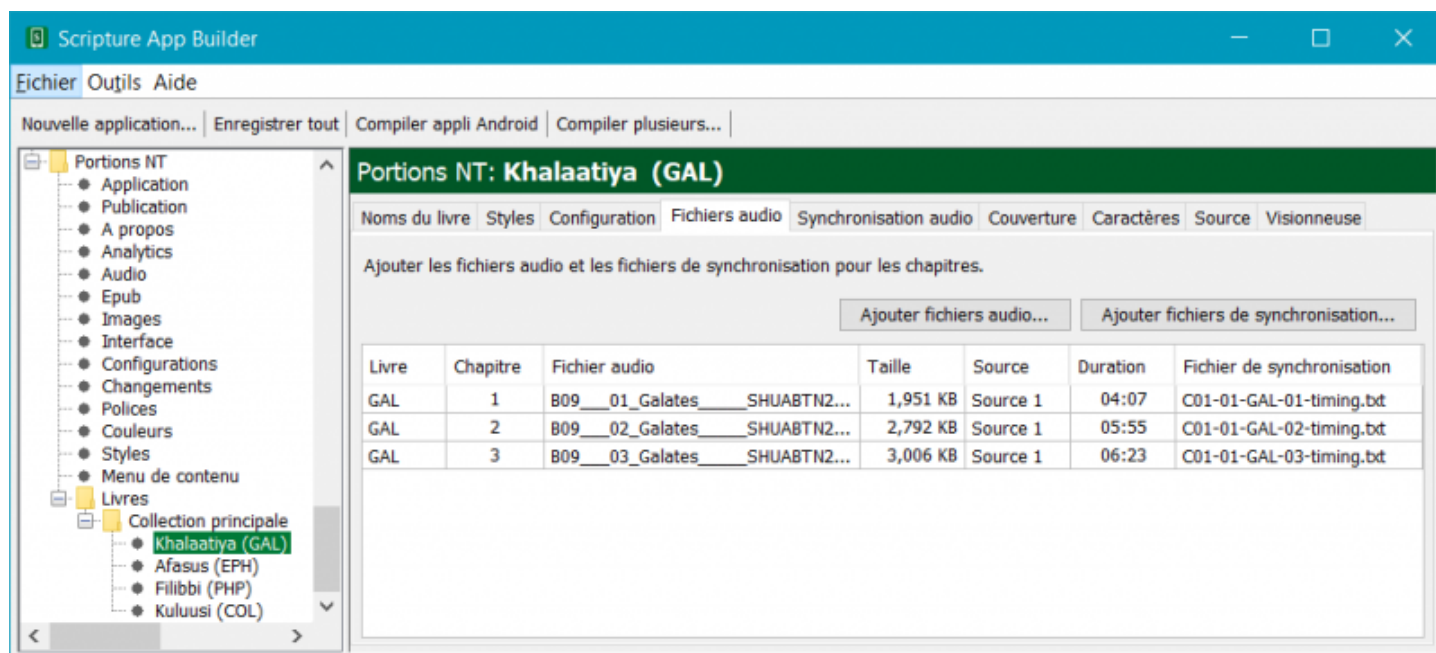 Scripture App Builder
Fichier Outils Aide
Nouvelle application... Enregistrer tout Compiler appli Android Compiler plusieurs...
Portions NT
Application
Publication
A propos
Analytics
Audio
Epub
Images
Interface
Configurations
Changements
Polices
Couleurs
Styles
Menu de contenu
Livres
Collection principale
Khalaatiya (GAL)
Afasus (EPH)
Filibbi (PHP)
Kuluusi (COL)
Portions NT: Khalaatiya (GAL)
Noms du livre Styles Configuration Fichiers audio Synchronisation audio Couverture Caractères Source Visionneuse
Ajouter les fichiers audio et les fichiers de synchronisation pour les chapitres.
Ajouter fichiers audio... Ajouter fichiers de synchronisation...
Livre Chapitre Fichier audio Taille Source Duration Fichier de synchronisation
GAL 1 B09___01_Galates_____SHUABTN2... 1,951 KB Source 1 04:07 C01-01-GAL-01-timing.txt
GAL 2 B09___02_Galates_____SHUABTN2... 2,792 KB Source 1 05:55 C01-01-GAL-02-timing.txt
GAL 3 B09___03_Galates_____SHUABTN2... 3,006 KB Source 1 06:23 C01-01-GAL-03-timing.txt